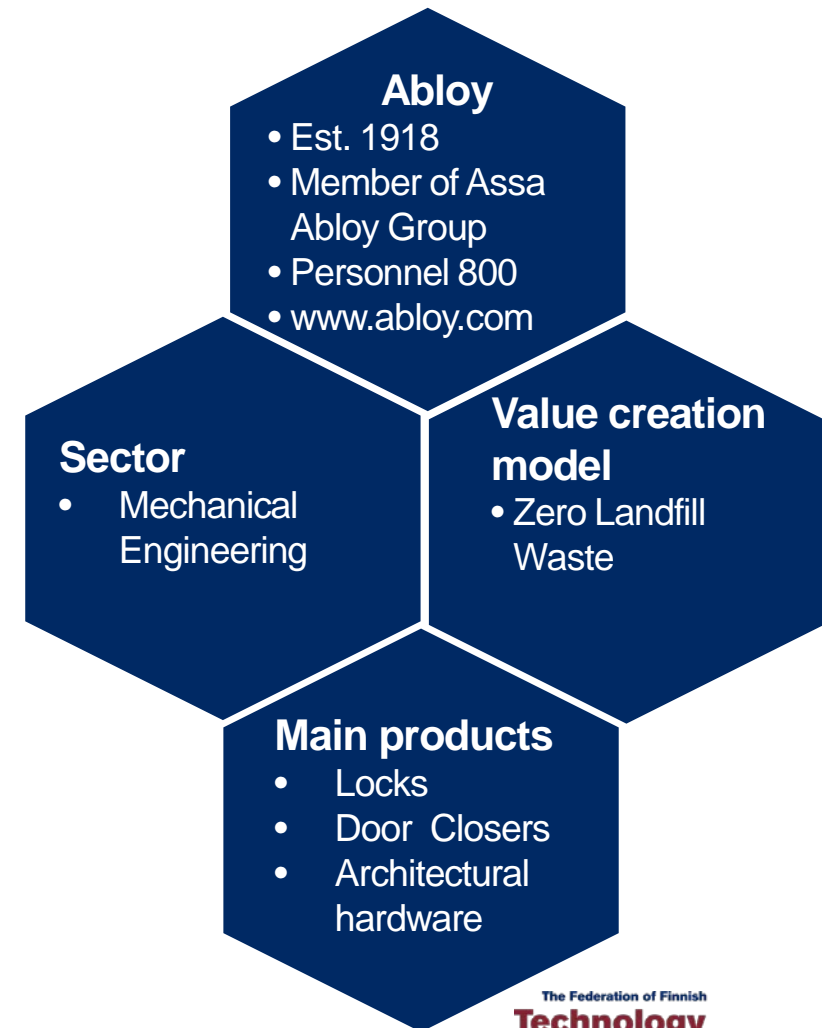 Abloy
• Est. 1918
• Member of Assa
Abloy Group
• Personnel 800
• www.abloy.com
Sector
• Mechanical
Engineering
Value creation
model
• Zero Landfill
Waste
Main products
• Locks
• Door Closers
• Architectural
hardware
The Federation of Finnish
Technology